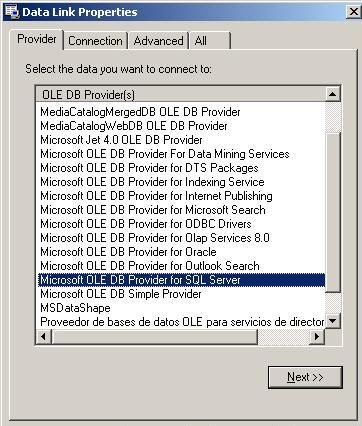 Data Link Properties
Provider
Connection
Advanced
All
Select the data you want to connect to:
OLE DB Provider(s)
MediaCatalogMergedDB OLE DB Provider
MediaCatalogWebDB OLE DB Provider
Microsoft Jet 4.0 OLE DB Provider
Microsoft OLE DB Provider For Data Mining Services
Microsoft OLE DB Provider for DTS Packages
Microsoft OLE DB Provider for Indexing Service
Microsoft OLE DB Provider for Internet Publishing
Microsoft OLE DB Provider for Microsoft Search
Microsoft OLE DB Provider for ODBC Drivers
Microsoft OLE DB Provider for Olap Services 8.0
Microsoft OLE DB Provider for Oracle
Microsoft OLE DB Provider for Outlook Search
Microsoft OLE DB Provider for SQL Server
Microsoft OLE DB Simple Provider
MSDataShape
Proveedor de bases de datos OLE para servicios de director
Next >>